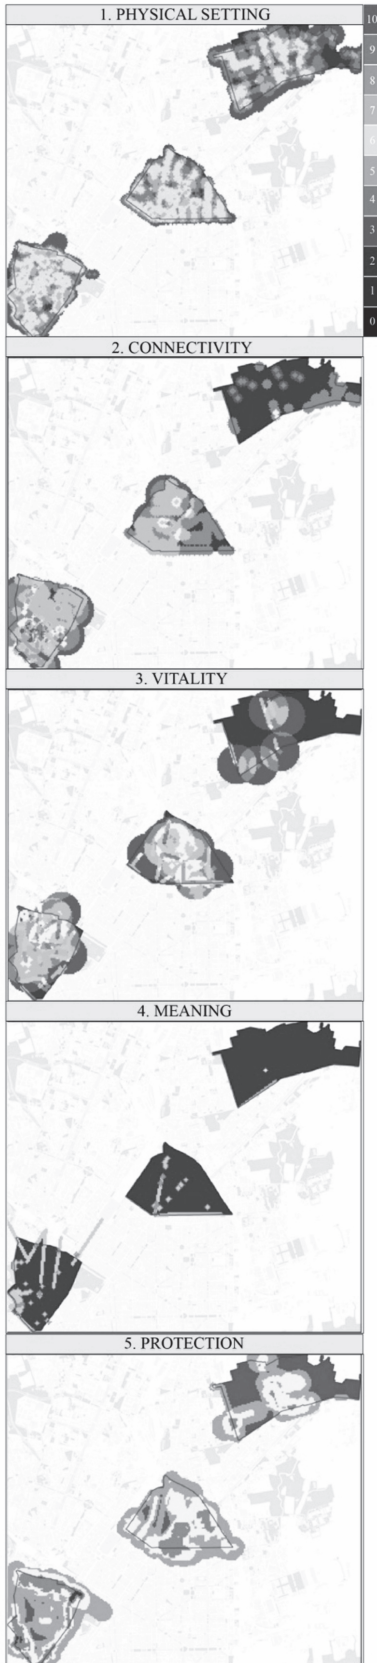 1. PHYSICAL SETTING
10
9
8
7
6
5
4
3
2
1
0
2. CONNECTIVITY
3. VITALITY
4. MEANING
5. PROTECTION